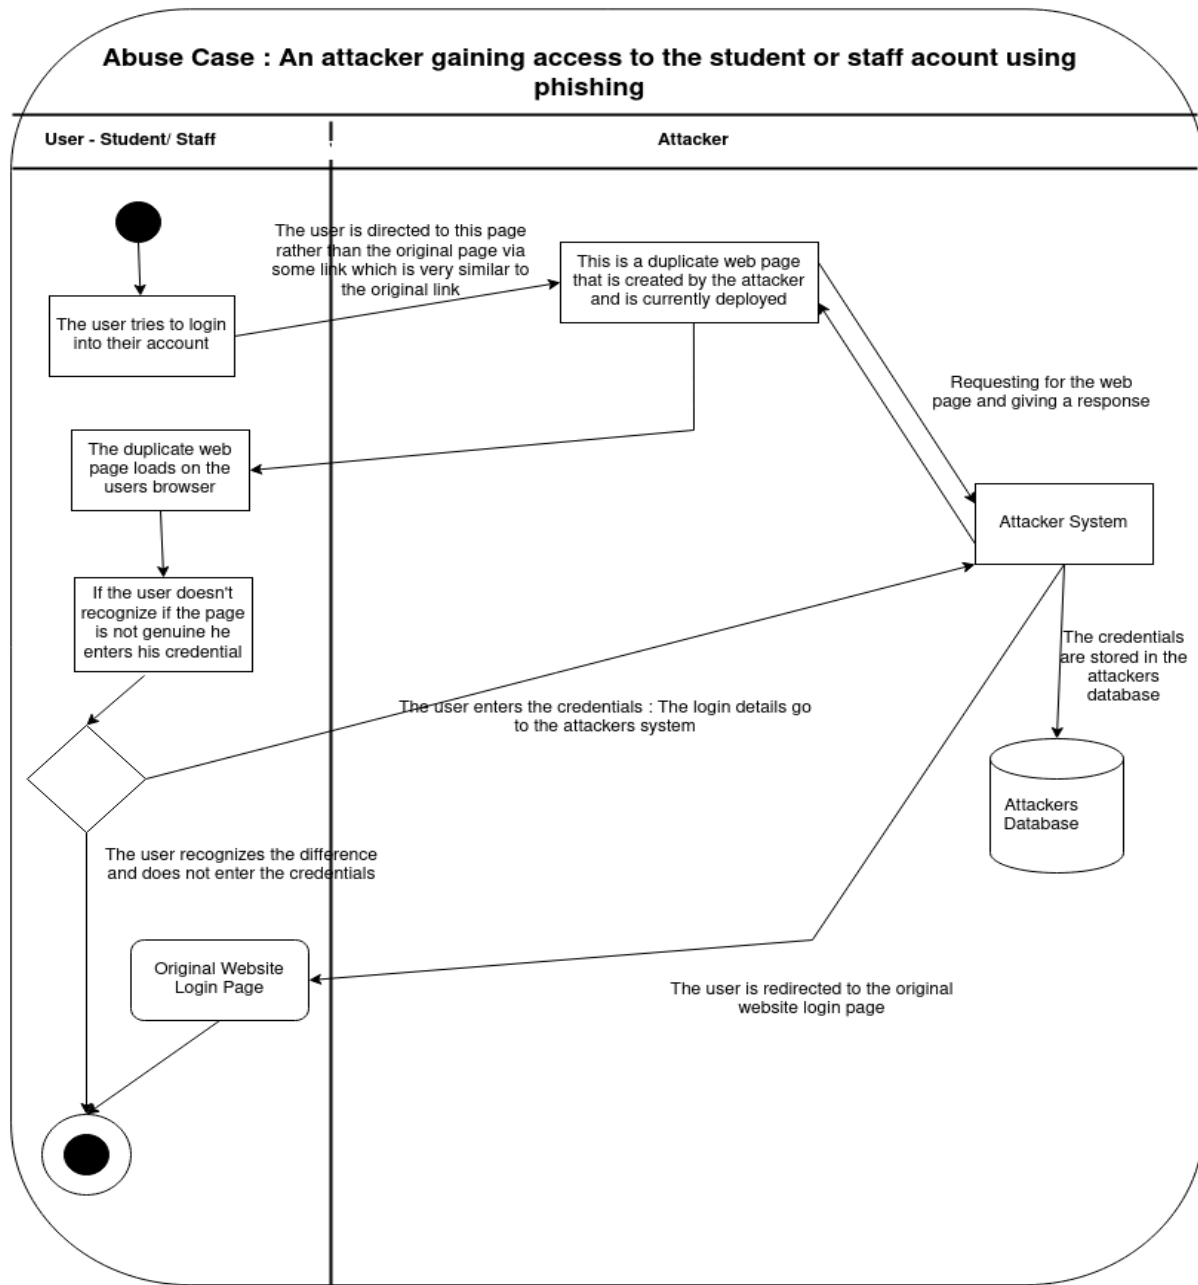 Abuse Case : An attacker gaining access to the student or staff acount using
phishing
User - Student/ Staff
Attacker
The user is directed to this page
rather than the original page via
some link which is very similar to
the original link
This is a duplicate web page
that is created by the attacker
and is currently deployed
The user tries to login
into their account
Requesting for the web
page and giving a response
The duplicate web
page loads on the
users browser
Attacker System
If the user doesn't
recognize if the page
is not genuine he
enters his credential
The credentials
are stored in the
attackers
database
The user enters the credentials : The login details go
to the attackers system
Attackers
Database
The user recognizes the difference
and does not enter the credentials
Original Website
Login Page
The user is redirected to the original
website login page